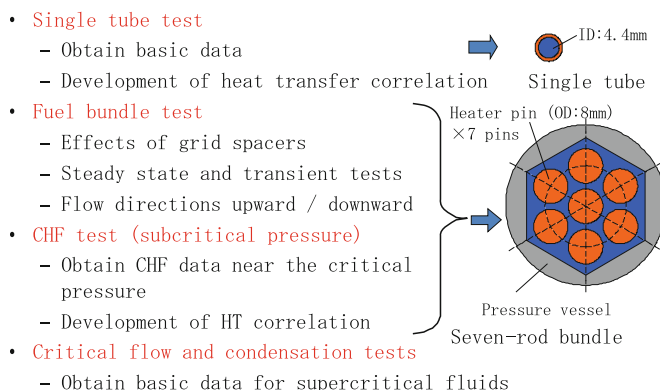 • Single tube test
– Obtain basic data
– Development of heat transfer correlation
• Fuel bundle test
– Effects of grid spacers
– Steady state and transient tests
– Flow directions upward / downward
• CHF test (subcritical pressure)
– Obtain CHF data near the critical
pressure
– Development of HT correlation
• Critical flow and condensation tests
– Obtain basic data for supercritical fluids
ID:4.4mm
Single tube
Heater pin (OD:8mm)
×7 pins
Pressure vessel
Seven-rod bundle